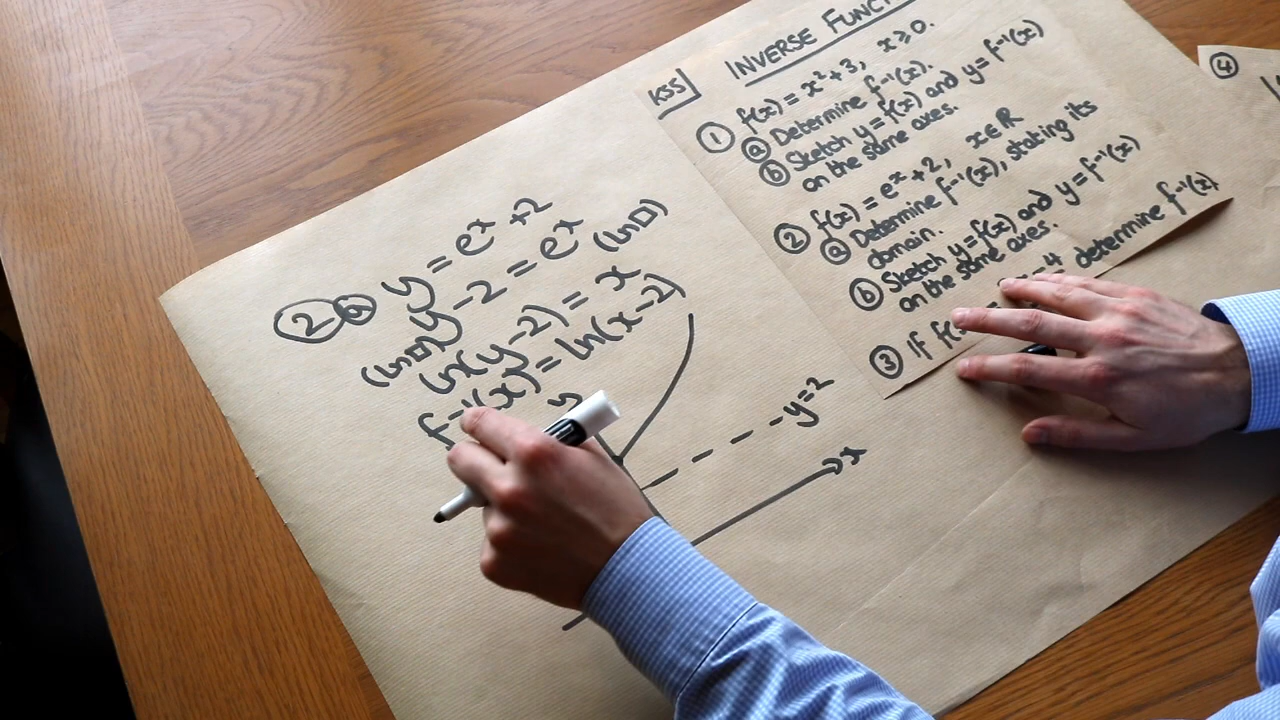 KSS
INVERSE
① f(x) = x²+3, x≥0.
ⓐ Determine f⁻¹(x).
ⓑ Sketch y=f(x) and y=f⁻¹(x)
on the same axes.
② f(x) = eˣ+2, x∈ℝ
ⓐ Determine f⁻¹(x), stating its
domain.
ⓑ Sketch y=f(x) and y=f⁻¹(x)
on the same axes.
③ If determine f⁻¹(x)
④
② ⓐ y = eˣ +2
(ln□) y-2 = eˣ (ln□)
ln(y-2) = x
f⁻¹(x) = ln(x-2)
y
y=2
x